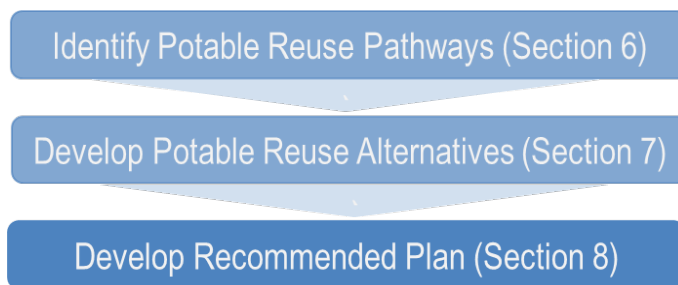 Identify Potable Reuse Pathways (Section 6)
Develop Potable Reuse Alternatives (Section 7)
Develop Recommended Plan (Section 8)